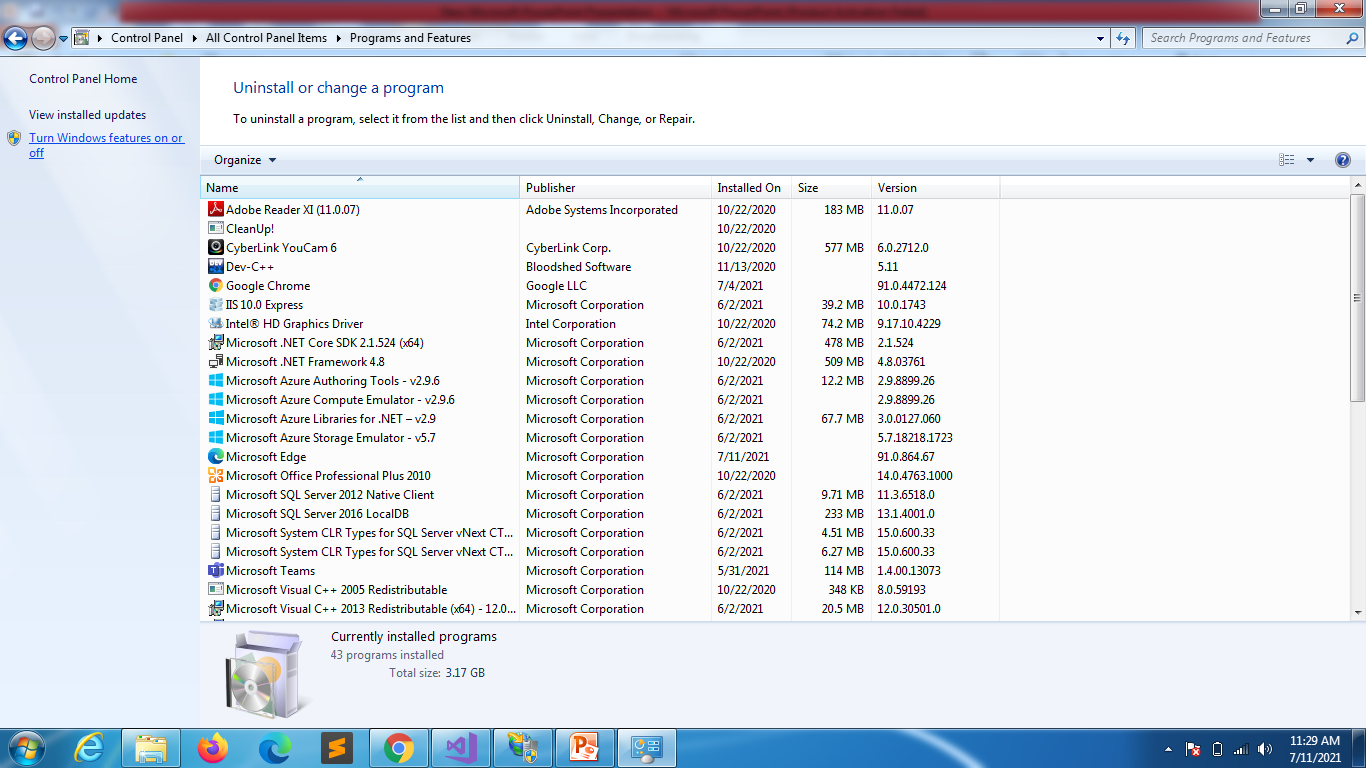 Control Panel All Control Panel Items Programs and Features Search Programs and Features
Control Panel Home
View installed updates
Turn Windows features on or
off
Uninstall or change a program
To uninstall a program, select it from the list and then click Uninstall, Change, or Repair.
Organize
Name Publisher Installed On Size Version
Adobe Reader XI (11.0.07) Adobe Systems Incorporated 10/22/2020 183 MB 11.0.07
CleanUp! 10/22/2020
CyberLink YouCam 6 CyberLink Corp. 10/22/2020 577 MB 6.0.2712.0
Dev-C++ Bloodshed Software 11/13/2020 5.11
Google Chrome Google LLC 7/4/2021 91.0.4472.124
IIS 10.0 Express Microsoft Corporation 6/2/2021 39.2 MB 10.0.1743
Intel® HD Graphics Driver Intel Corporation 10/22/2020 74.2 MB 9.17.10.4229
Microsoft .NET Core SDK 2.1.524 (x64) Microsoft Corporation 6/2/2021 478 MB 2.1.524
Microsoft .NET Framework 4.8 Microsoft Corporation 10/22/2020 509 MB 4.8.03761
Microsoft Azure Authoring Tools - v2.9.6 Microsoft Corporation 6/2/2021 12.2 MB 2.9.8899.26
Microsoft Azure Compute Emulator - v2.9.6 Microsoft Corporation 6/2/2021 2.9.8899.26
Microsoft Azure Libraries for .NET – v2.9 Microsoft Corporation 6/2/2021 67.7 MB 3.0.0127.060
Microsoft Azure Storage Emulator - v5.7 Microsoft Corporation 6/2/2021 5.7.18218.1723
Microsoft Edge Microsoft Corporation 7/11/2021 91.0.864.67
Microsoft Office Professional Plus 2010 Microsoft Corporation 10/22/2020 14.0.4763.1000
Microsoft SQL Server 2012 Native Client Microsoft Corporation 6/2/2021 9.71 MB 11.3.6518.0
Microsoft SQL Server 2016 LocalDB Microsoft Corporation 6/2/2021 233 MB 13.1.4001.0
Microsoft System CLR Types for SQL Server vNext CT... Microsoft Corporation 6/2/2021 4.51 MB 15.0.600.33
Microsoft System CLR Types for SQL Server vNext CT... Microsoft Corporation 6/2/2021 6.27 MB 15.0.600.33
Microsoft Teams Microsoft Corporation 5/31/2021 114 MB 1.4.00.13073
Microsoft Visual C++ 2005 Redistributable Microsoft Corporation 10/22/2020 348 KB 8.0.59193
Microsoft Visual C++ 2013 Redistributable (x64) - 12.0... Microsoft Corporation 6/2/2021 20.5 MB 12.0.30501.0
Currently installed programs
43 programs installed
Total size: 3.17 GB
11:29 AM
7/11/2021